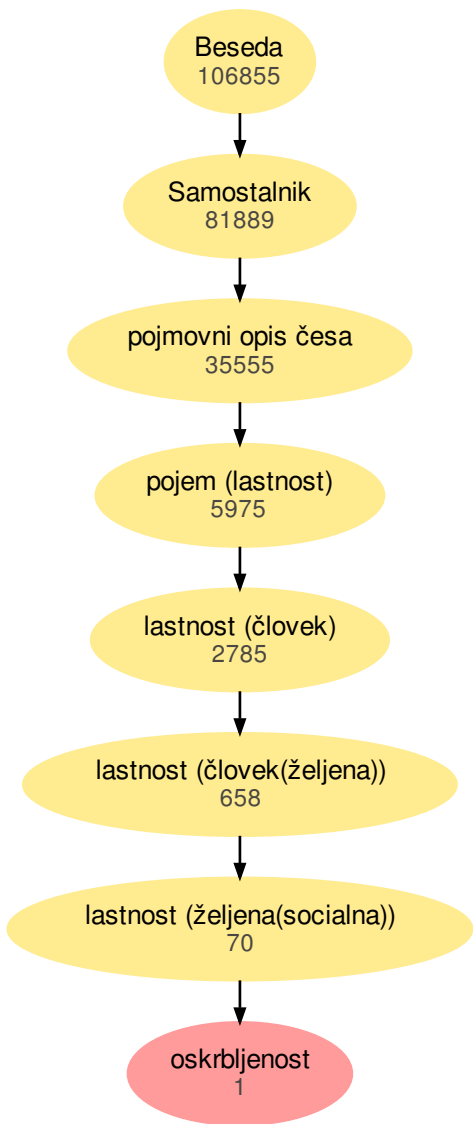 Beseda
106855
Samostalnik
81889
pojmovni opis česa
35555
pojem (lastnost)
5975
lastnost (človek)
2785
lastnost (človek(željena))
658
lastnost (željena(socialna))
70
oskrbljenost
1